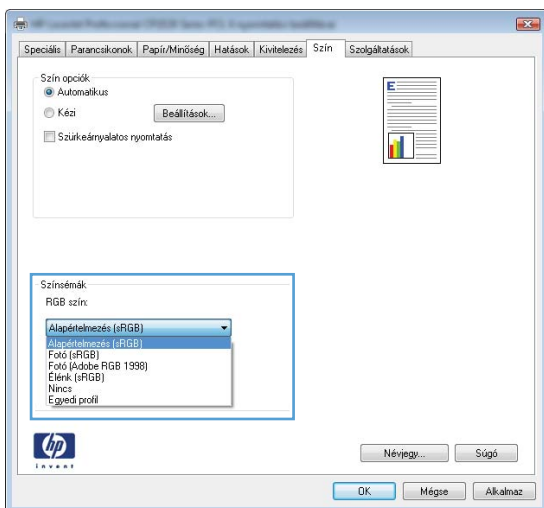 Speciális Parancsikonok Papír/Minőség Hatások Kivitelezés Szín Szolgáltatások
Szín opciók
Automatikus
Kézi
Beállítások...
Szürkeárnyalatos nyomtatás
E
Színsémák
RGB szín:
Alapértelmezés (sRGB)
Alapértelmezés (sRGB)
Fotó (sRGB)
Fotó (Adobe RGB 1998)
Élénk (sRGB)
Nincs
Egyedi profil
hp
invent
Névjegy... Súgó
OK Mégse Alkalmaz